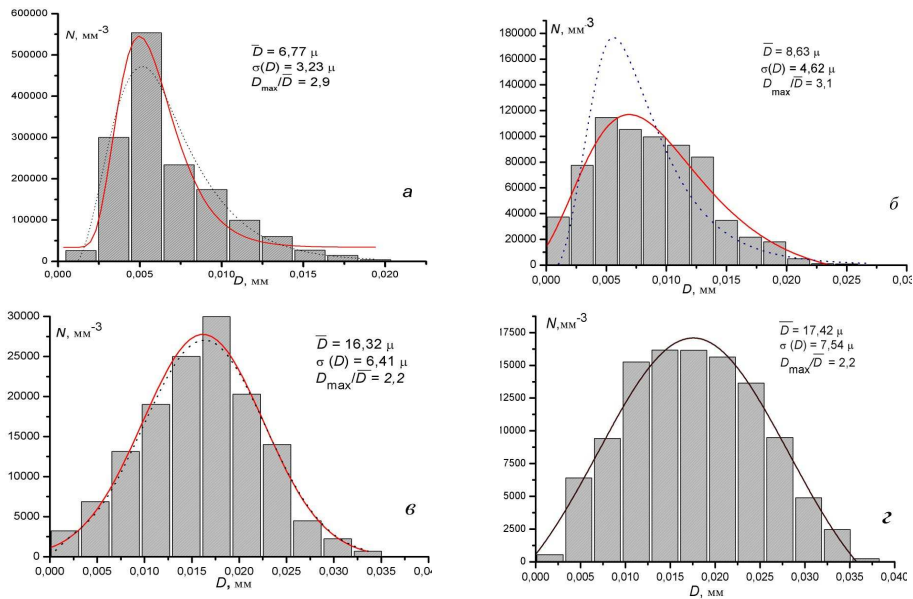 600000
500000
400000
300000
200000
100000
0
N, мм-3
D̅ = 6,77 μ
σ(D) = 3,23 μ
Dmax/D̅ = 2,9
а
0,000 0,005 0,010 0,015 0,020
D, мм
180000
160000
140000
120000
100000
80000
60000
40000
20000
0
N, мм-3
D̅ = 8,63 μ
σ(D) = 4,62 μ
Dmax/D̅ = 3,1
б
0,000 0,005 0,010 0,015 0,020 0,025 0,030
D, мм
30000
25000
20000
15000
10000
5000
0
N, мм-3
D̅ = 16,32 μ
σ (D) = 6,41 μ
Dmax/D̅ = 2,2
в
0,000 0,005 0,010 0,015 0,020 0,025 0,030 0,035 0,04
D, мм
17500
15000
12500
10000
7500
5000
2500
0
N,мм-3
D̅ = 17,42 μ
σ (D) = 7,54 μ
Dmax/D̅ = 2,2
г
0,000 0,005 0,010 0,015 0,020 0,025 0,030 0,035 0,040
D, мм